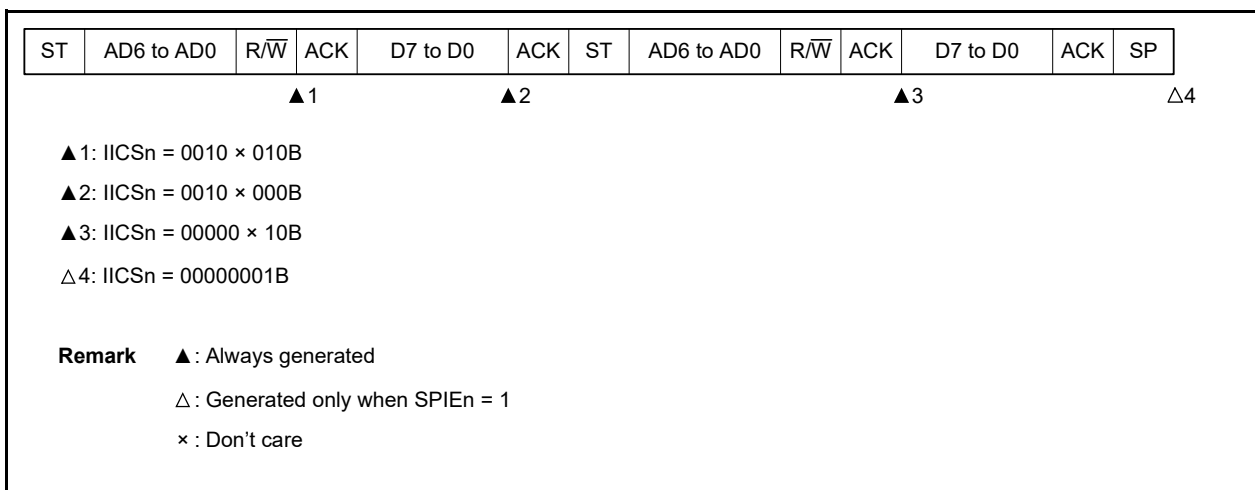 ST AD6 to AD0 R/W̅ ACK D7 to D0 ACK ST AD6 to AD0 R/W̅ ACK D7 to D0 ACK SP
▲1 ▲2 ▲3 △4
▲1: IICSn = 0010 × 010B
▲2: IICSn = 0010 × 000B
▲3: IICSn = 00000 × 10B
△4: IICSn = 00000001B
Remark ▲: Always generated
△: Generated only when SPIEn = 1
×: Don't care